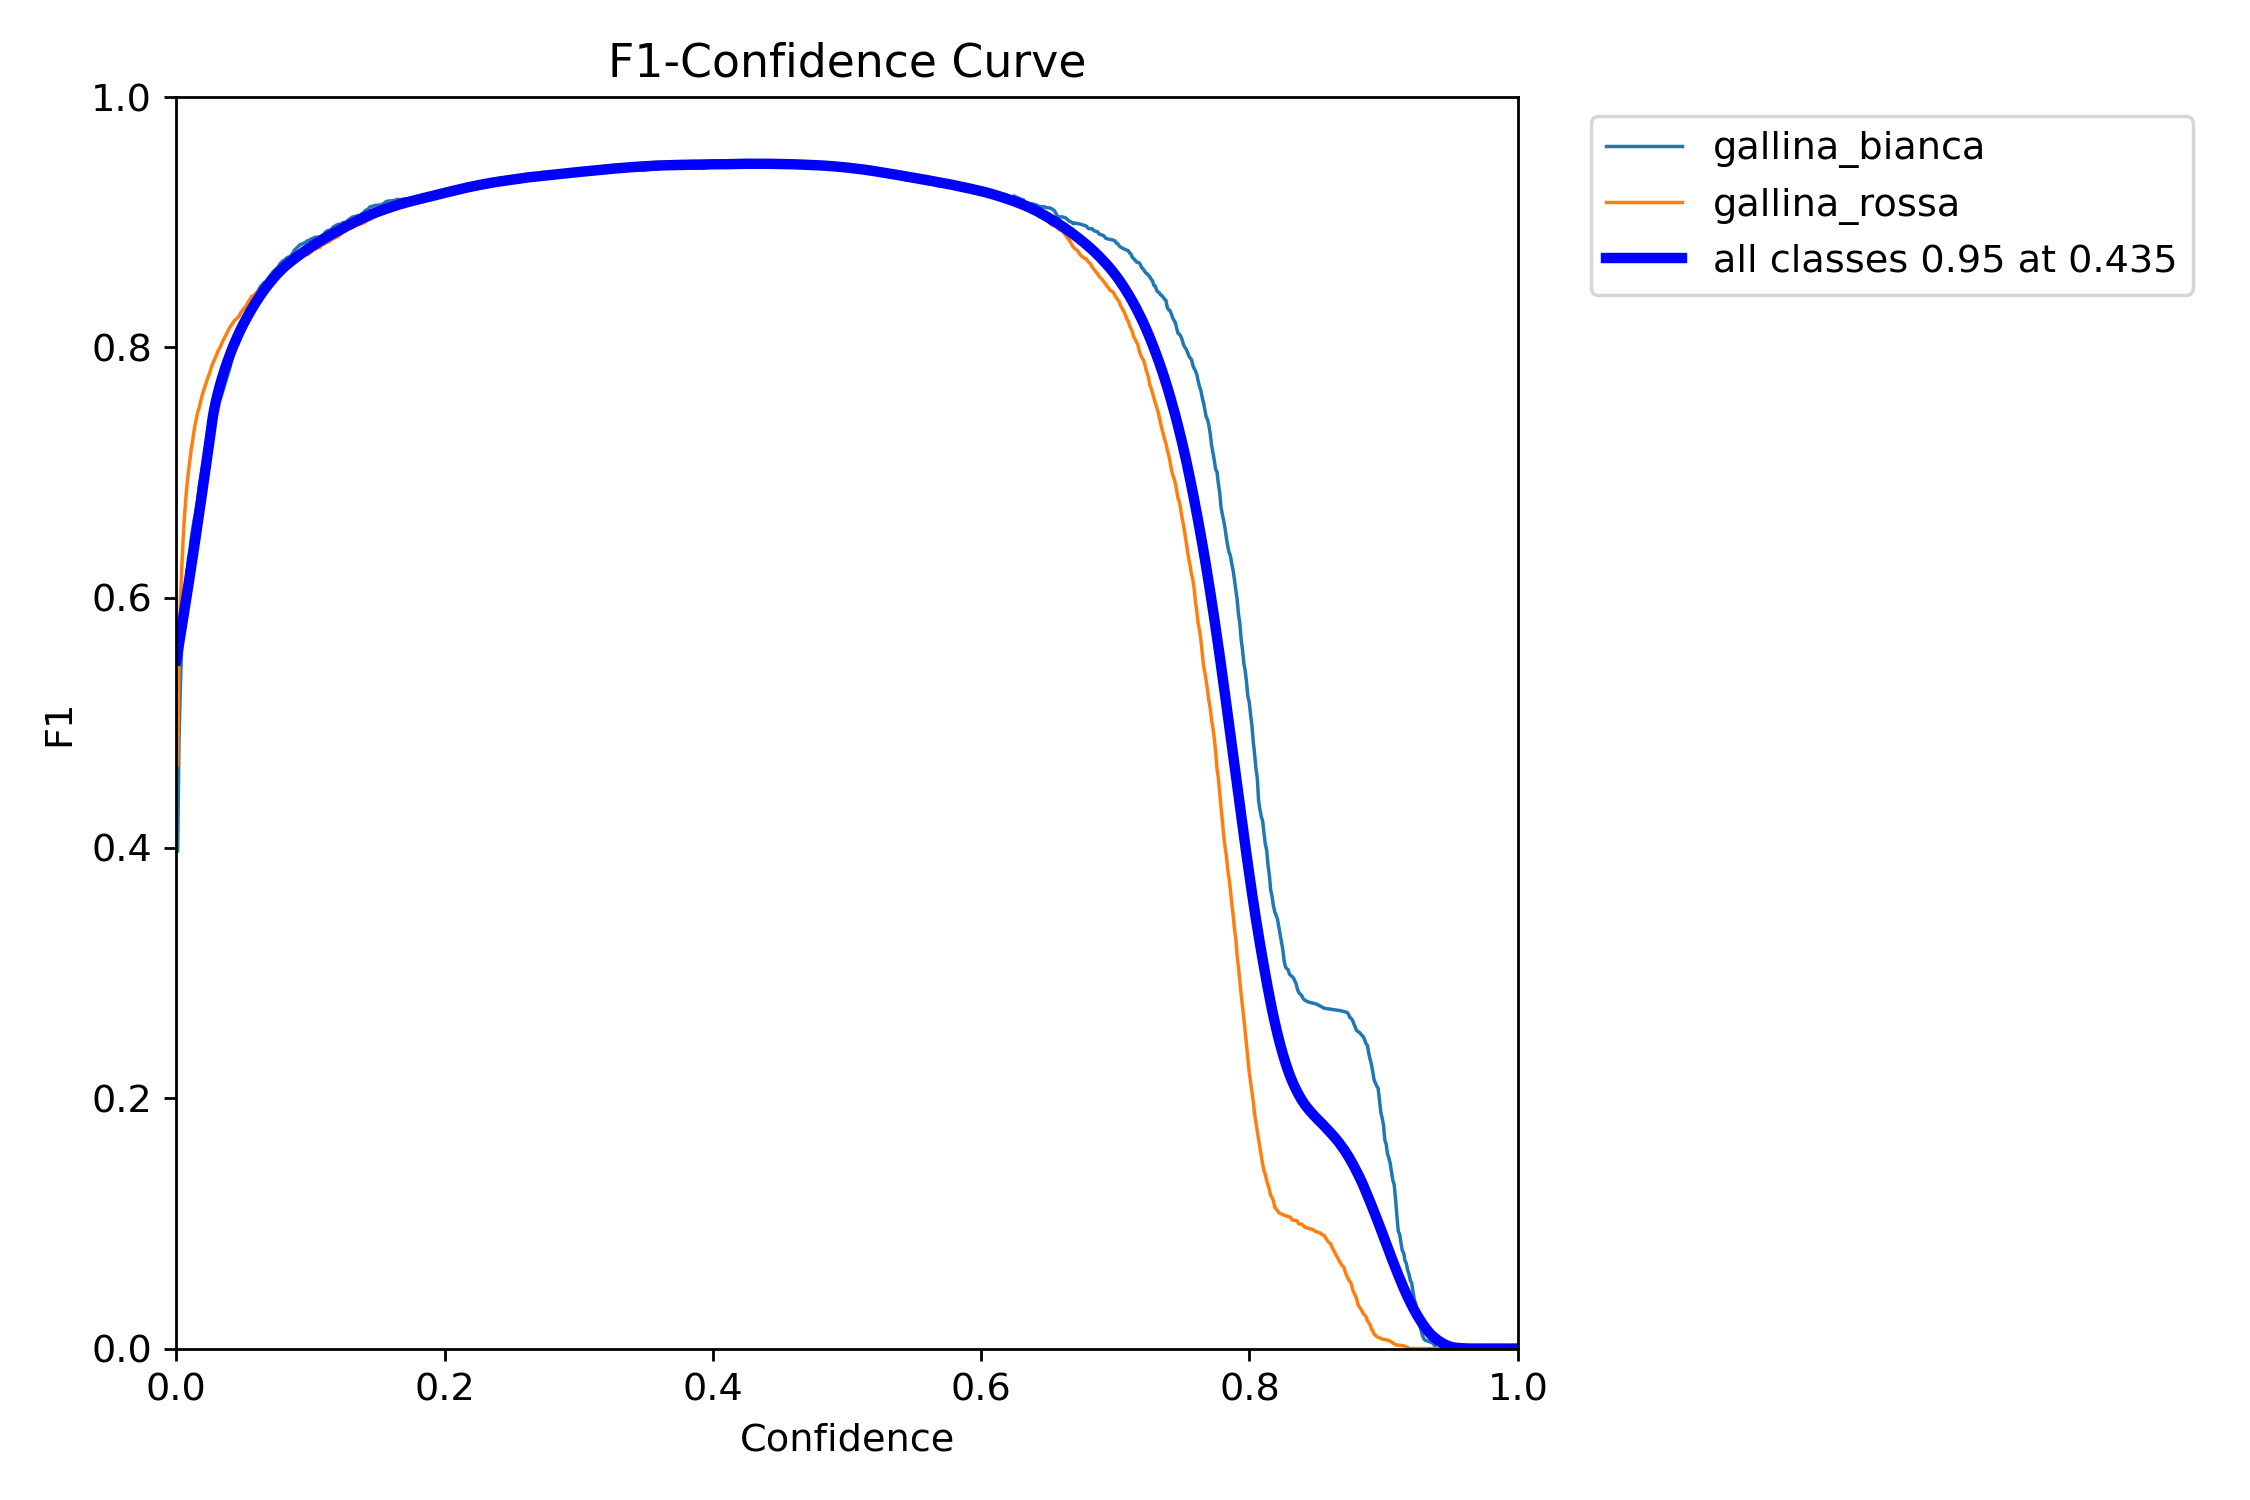 F1-Confidence Curve
1.0
0.8
0.6
0.4
0.2
0.0
F1
0.0 0.2 0.4 0.6 0.8 1.0
Confidence
gallina_bianca
gallina_rossa
all classes 0.95 at 0.435